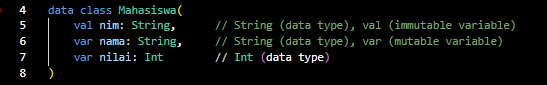 4 data class Mahasiswa(
5 val nim: String, // String (data type), val (immutable variable)
6 var nama: String, // String (data type), var (mutable variable)
7 var nilai: Int // Int (data type)
8 )